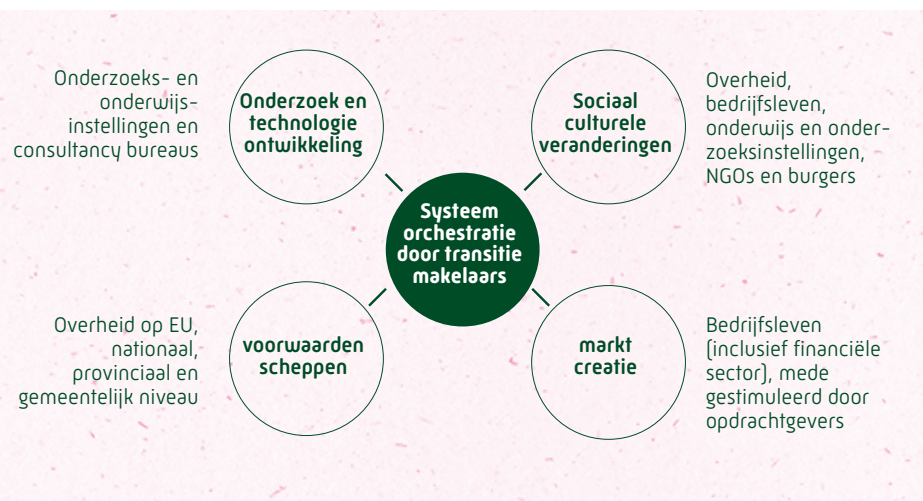 Onderzoeks- en
onderwijs-
instellingen en
consultancy bureaus
Onderzoek en
technologie
ontwikkeling
Sociaal
culturele
veranderingen
Overheid,
bedrijfsleven,
onderwijs en onder-
zoeksinstellingen,
NGOs en burgers
Systeem
orchestratie
door transitie
makelaars
Overheid op EU,
nationaal,
provinciaal en
gemeentelijk niveau
voorwaarden
scheppen
markt
creatie
Bedrijfsleven
(inclusief financiële
sector), mede
gestimuleerd door
opdrachtgevers